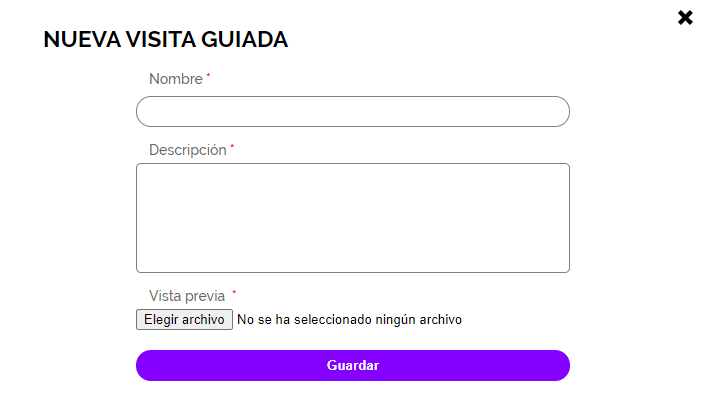 NUEVA VISITA GUIADA
Nombre *
Descripción *
Vista previa *
Elegir archivo No se ha seleccionado ningún archivo
Guardar